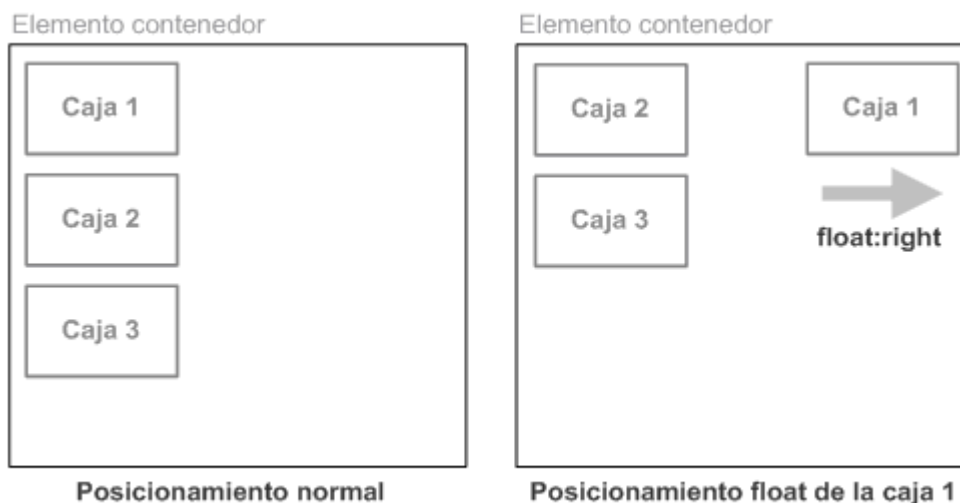 Elemento contenedor
Caja 1
Caja 2
Caja 3
Posicionamiento normal
Elemento contenedor
Caja 2
Caja 1
Caja 3
float:right
Posicionamiento float de la caja 1